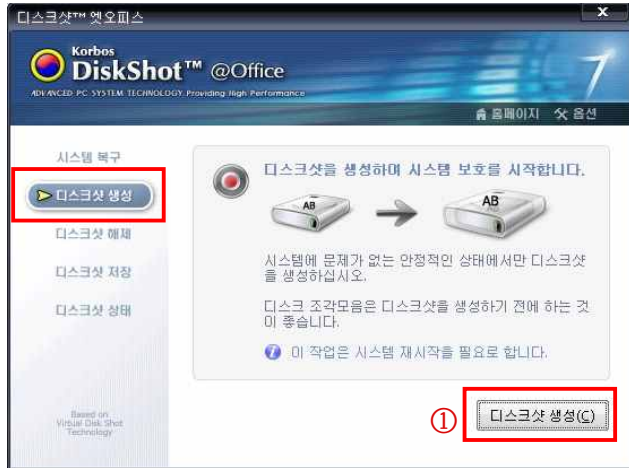 디스크샷™ 엣오피스
x
Korbos
DiskShot™ @Office
ADVANCED PC SYSTEM TECHNOLOGY Providing High Performance
7
홈페이지 옵션
시스템 복구
디스크샷 생성
디스크샷 해제
디스크샷 저장
디스크샷 상태
Based on
Virtual Disk Shot
Technology
디스크샷을 생성하며 시스템 보호를 시작합니다.
AB AB
시스템에 문제가 없는 안정적인 상태에서만 디스크샷
을 생성하십시오.
디스크 조각모음은 디스크샷을 생성하기 전에 하는 것
이 좋습니다.
이 작업은 시스템 재시작을 필요로 합니다.
① 디스크샷 생성(C)